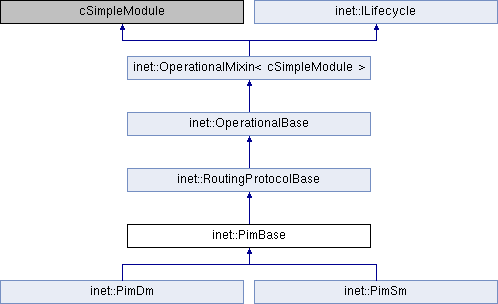 cSimpleModule
inet::ILifecycle
inet::OperationalMixin< cSimpleModule >
inet::OperationalBase
inet::RoutingProtocolBase
inet::PimBase
inet::PimDm
inet::PimSm